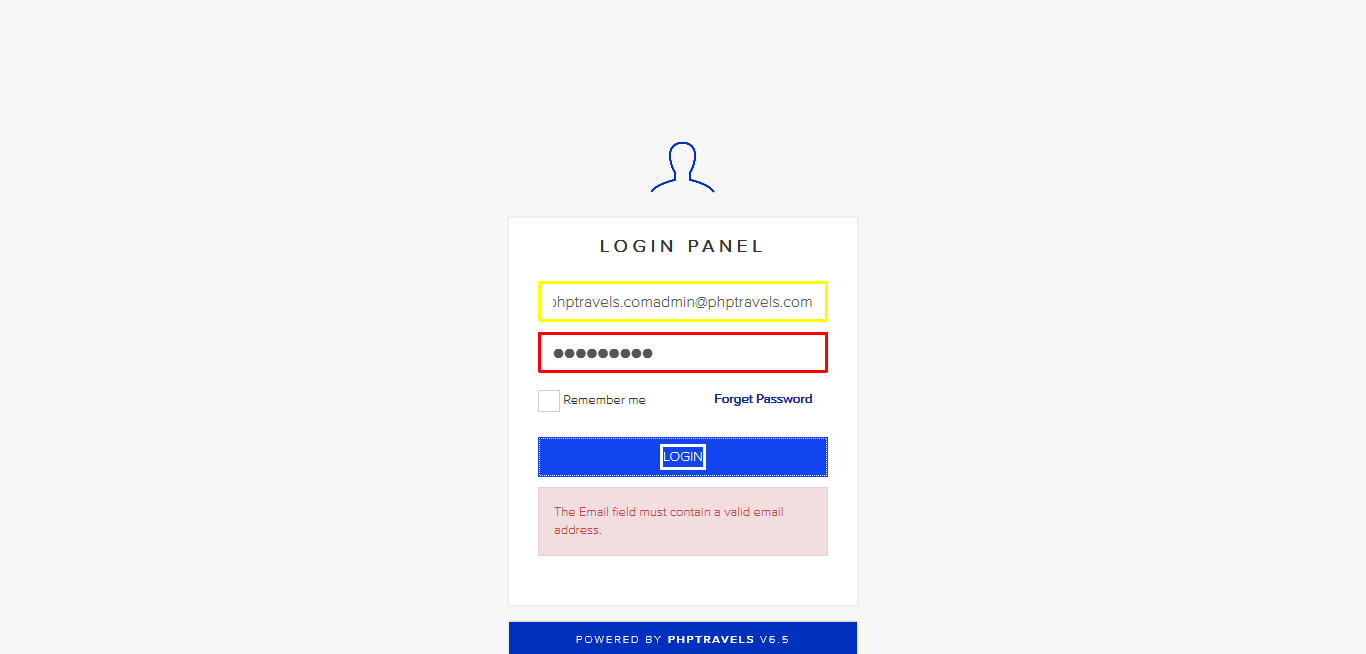 LOGIN PANEL
phptravels.comadmin@phptravels.com
Remember me
Forget Password
LOGIN
The Email field must contain a valid email
address.
POWERED BY PHPTRAVELS V6.5